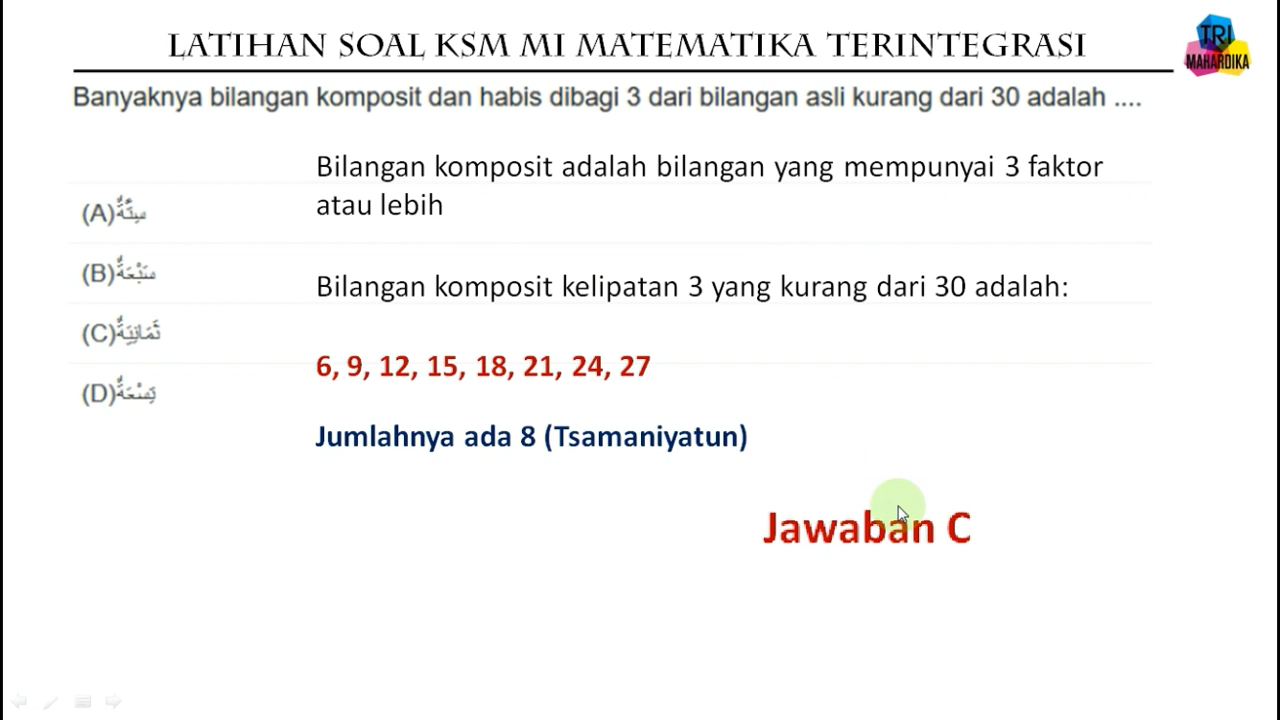 LATIHAN SOAL KSM MI MATEMATIKA TERINTEGRASI
TRI
MAHARDIKA
Banyaknya bilangan komposit dan habis dibagi 3 dari bilangan asli kurang dari 30 adalah ....
Bilangan komposit adalah bilangan yang mempunyai 3 faktor
atau lebih
(A) سِتَّةٌ
(B) سَبْعَةٌ
Bilangan komposit kelipatan 3 yang kurang dari 30 adalah:
(C) ثَمَانِيَةٌ
6, 9, 12, 15, 18, 21, 24, 27
(D) تِسْعَةٌ
Jumlahnya ada 8 (Tsamaniyatun)
Jawaban C